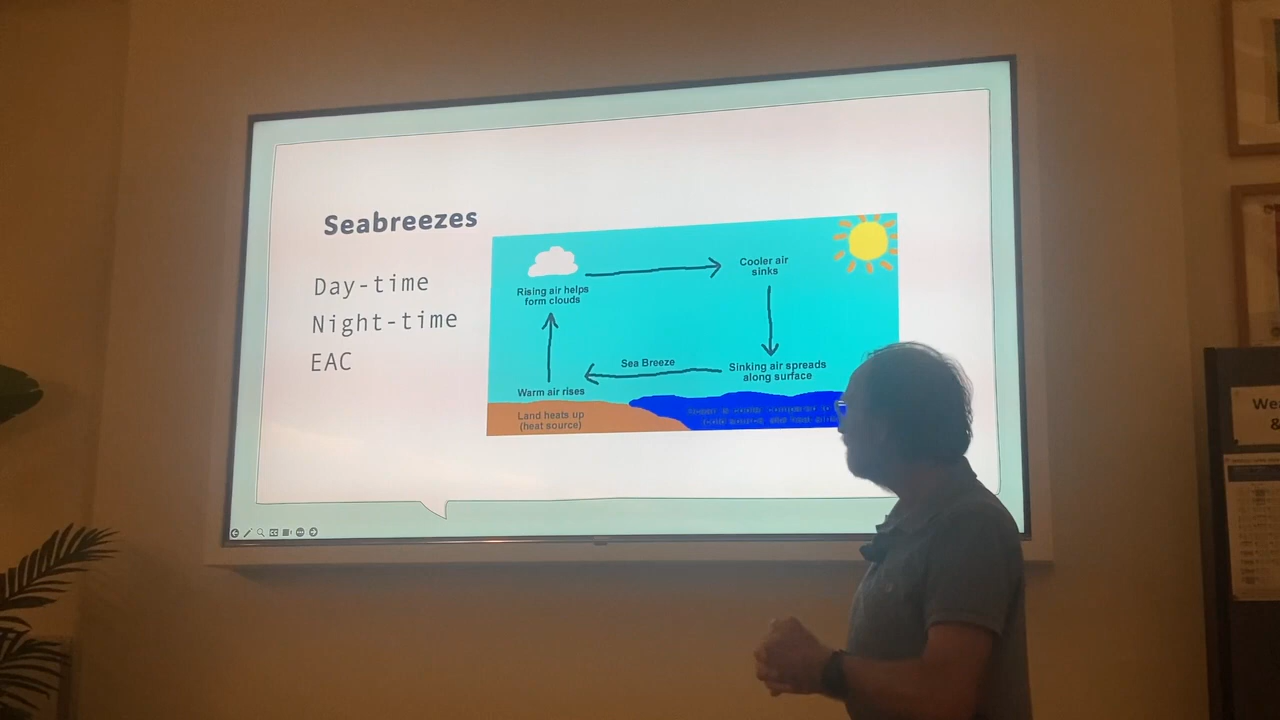 Seabreezes
Day-time
Night-time
EAC
Rising air helps
form clouds
Cooler air
sinks
Sea Breeze
Sinking air spreads
along surface
Warm air rises
Land heats up
(heat source)
&